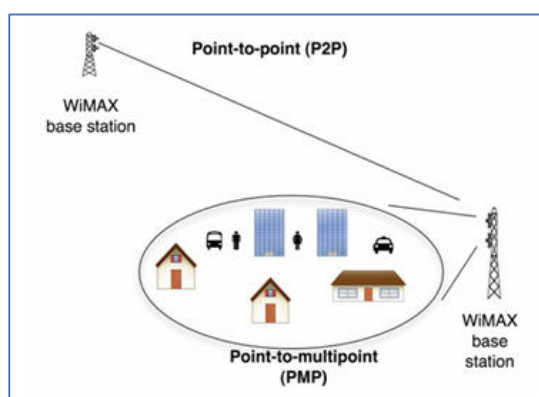 Point-to-point (P2P)
WiMAX
base station
WiMAX
base
station
Point-to-multipoint
(PMP)